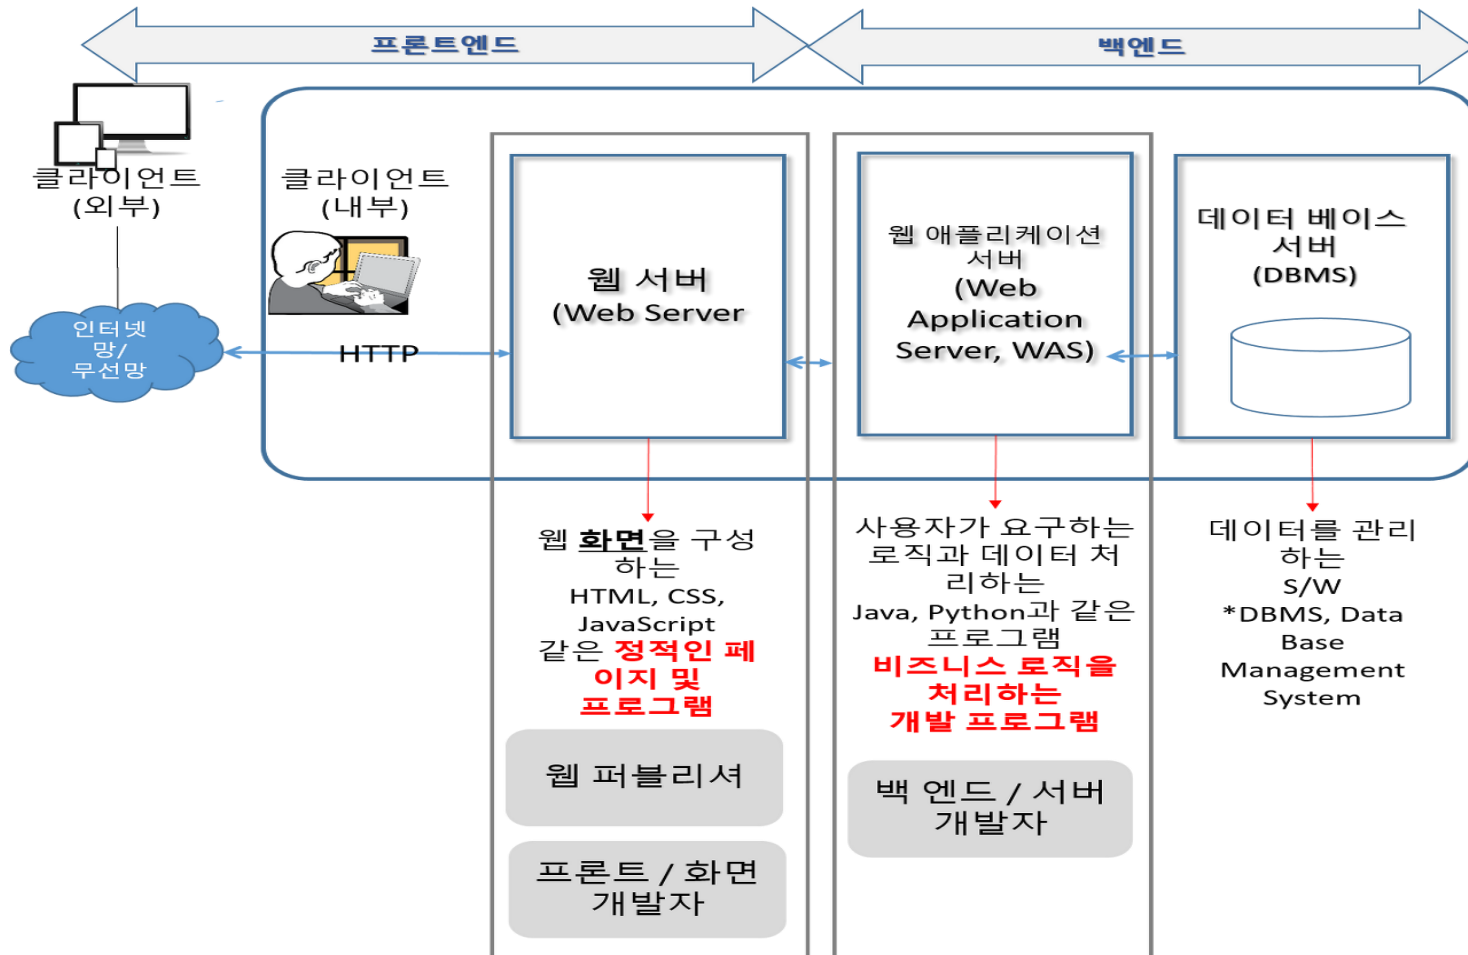 프론트엔드
백엔드
클라이언트
(외부)
클라이언트
(내부)
인터넷
망/
무선망
HTTP
웹 서버
(Web Server
웹 애플리케이션
서버
(Web
Application
Server, WAS)
데이터 베이스
서버
(DBMS)
웹 화면을 구성
하는
HTML, CSS,
JavaScript
같은 정적인 페
이지 및
프로그램
사용자가 요구하는
로직과 데이터 처
리하는
Java, Python과 같은
프로그램
비즈니스 로직을
처리하는
개발 프로그램
데이터를 관리
하는
S/W
*DBMS, Data
Base
Management
System
웹 퍼블리셔
프론트 / 화면
개발자
백 엔드 / 서버
개발자